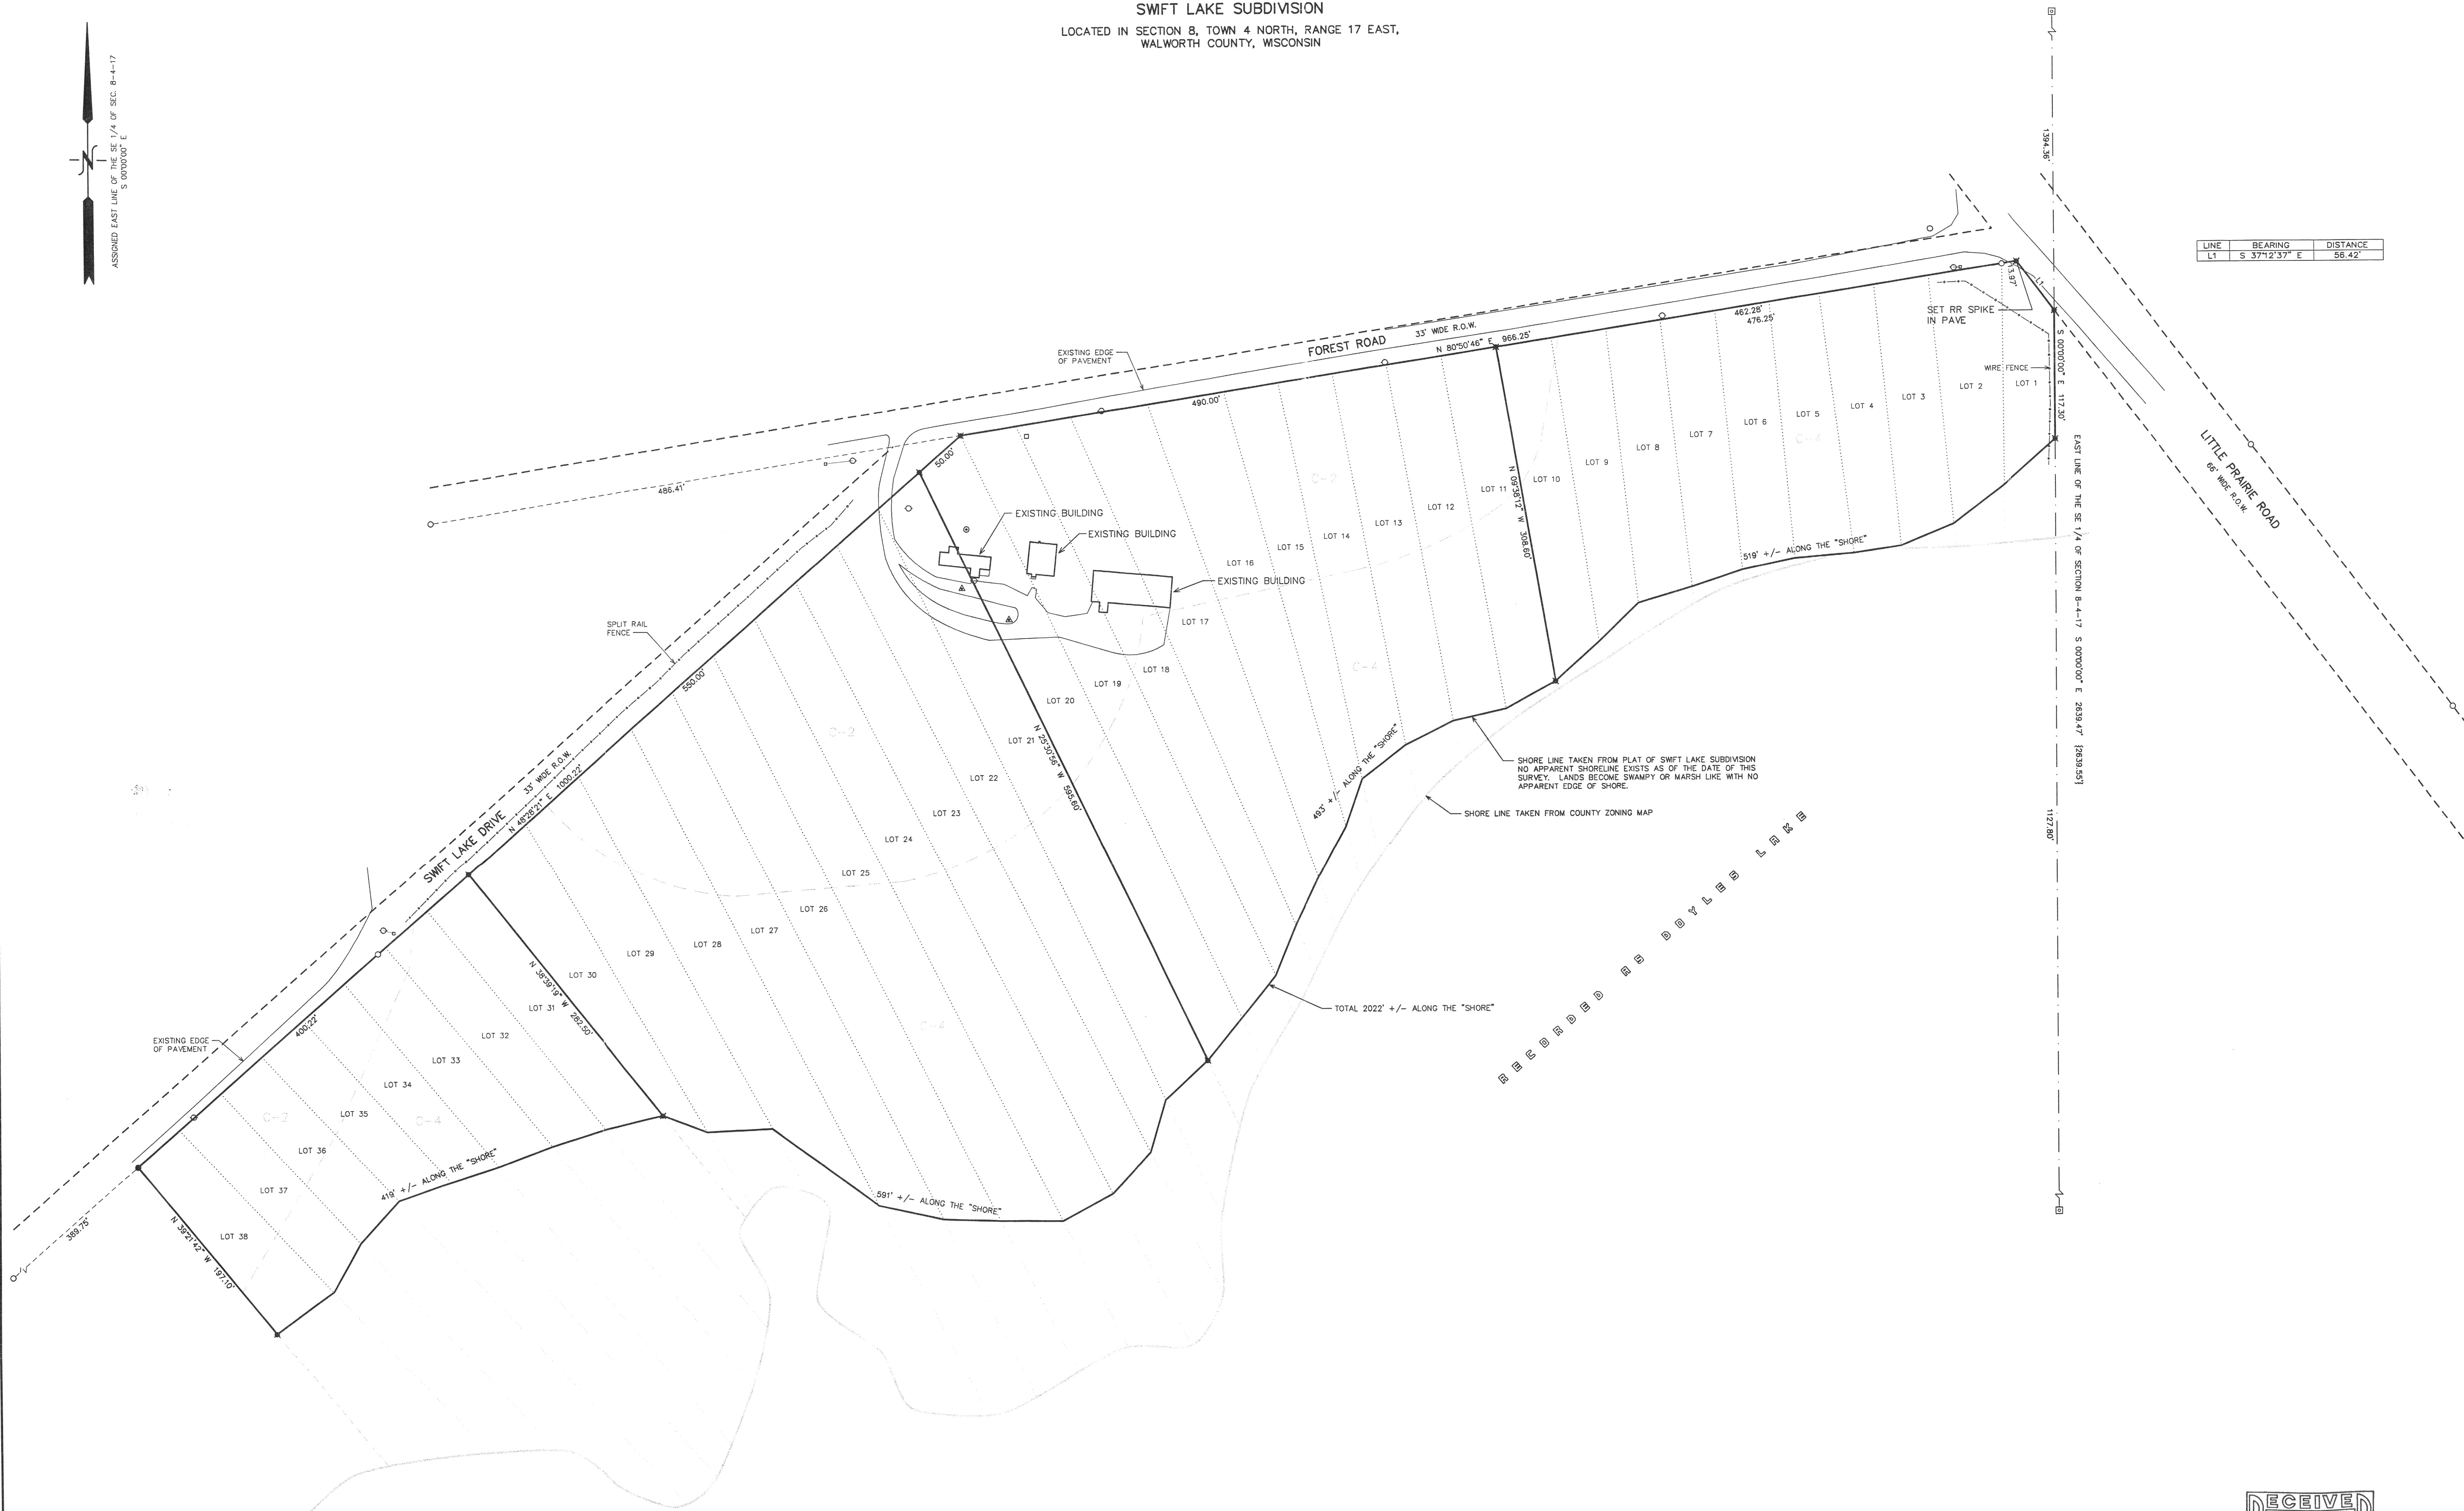 SWIFT LAKE SUBDIVISION
LOCATED IN SECTION 8, TOWN 4 NORTH, RANGE 17 EAST,
WALWORTH COUNTY, WISCONSIN
N
ASSIGNED EAST LINE OF THE SE 1/4 OF SEC. 8-4-17
S 00°00'00" E
1394.36'
LINE BEARING DISTANCE
L1 S 37°12'37" E 56.42'
13.97'
L1
SET RR SPIKE
IN PAVE
WIRE FENCE
S 00°00'00" E 117.30'
LITTLE PRAIRIE ROAD
66' WIDE R.O.W.
EAST LINE OF THE SE 1/4 OF SECTION 8-4-17 S 00°00'00" E 2639.47' {2639.55'}
1127.80'
462.28'
476.25'
33' WIDE R.O.W.
FOREST ROAD
N 80°50'46" E 966.25'
EXISTING EDGE
OF PAVEMENT
490.00'
50.00'
486.41'
LOT 1
LOT 2
LOT 3
LOT 4
LOT 5
LOT 6
LOT 7
LOT 8
LOT 9
LOT 10
LOT 11
LOT 12
LOT 13
LOT 14
LOT 15
LOT 16
LOT 17
LOT 18
LOT 19
LOT 20
LOT 21
LOT 22
LOT 23
LOT 24
LOT 25
LOT 26
LOT 27
LOT 28
LOT 29
LOT 30
LOT 31
LOT 32
LOT 33
LOT 34
LOT 35
LOT 36
LOT 37
LOT 38
C-2
C-4
C-2
C-4
C-2
C-4
N 09°38'12" W 308.60'
519' +/- ALONG THE "SHORE"
EXISTING BUILDING
EXISTING BUILDING
EXISTING BUILDING
SPLIT RAIL
FENCE
550.00'
N 25°30'56" W 595.60'
493' +/- ALONG THE "SHORE"
SHORE LINE TAKEN FROM PLAT OF SWIFT LAKE SUBDIVISION
NO APPARENT SHORELINE EXISTS AS OF THE DATE OF THIS
SURVEY. LANDS BECOME SWAMPY OR MARSH LIKE WITH NO
APPARENT EDGE OF SHORE.
SHORE LINE TAKEN FROM COUNTY ZONING MAP
RECORDED AS DOYLES LAKE
TOTAL 2022' +/- ALONG THE "SHORE"
33' WIDE R.O.W.
SWIFT LAKE DRIVE
N 48°28'21" E 1000.22'
N 38°39'19" W 282.50'
EXISTING EDGE
OF PAVEMENT
400.22'
419' +/- ALONG THE "SHORE"
591' +/- ALONG THE "SHORE"
389.75'
N 39°21'42" W 197.10'
RECEIVED